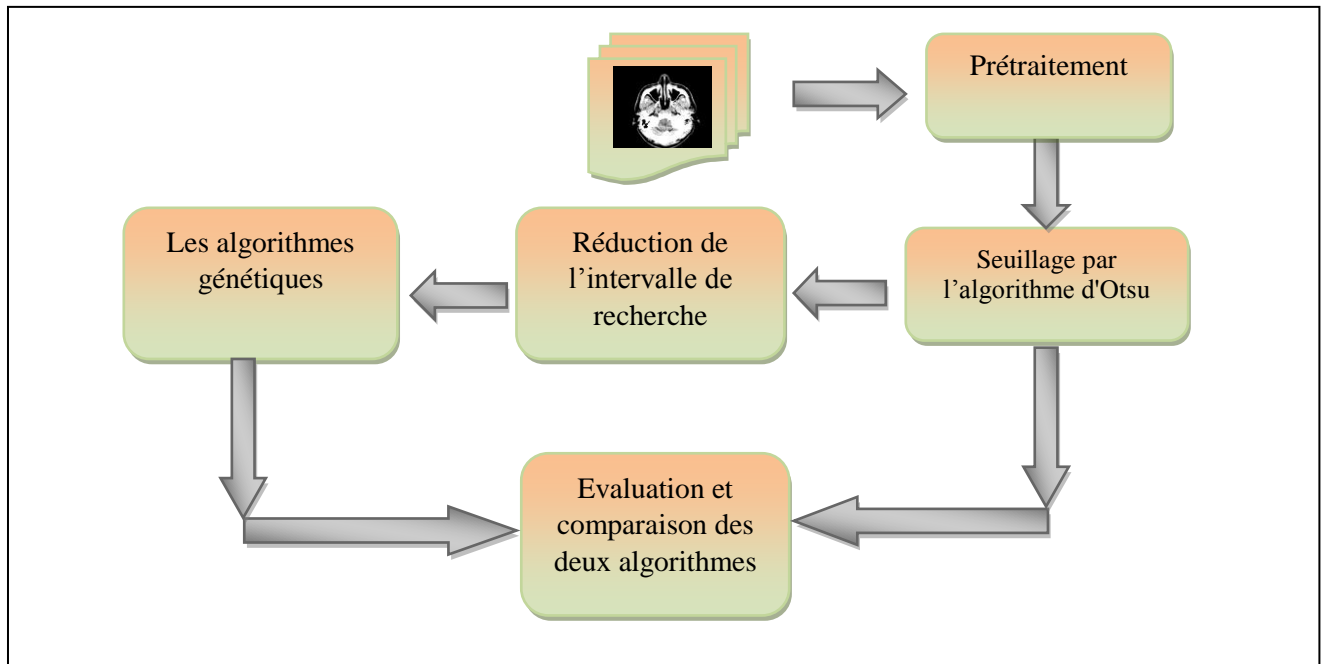 Prétraitement
Les algorithmes
génétiques
Réduction de
l’intervalle de
recherche
Seuillage par
l’algorithme d'Otsu
Evaluation et
comparaison des
deux algorithmes